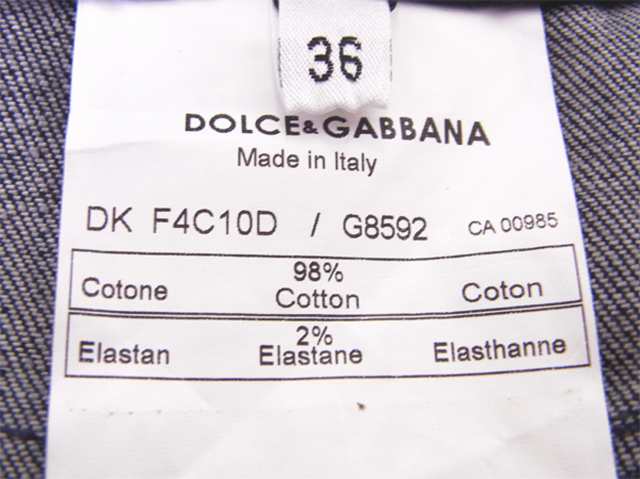 36
DOLCE&GABBANA
Made in Italy
DK F4C10D / G8592 CA 00985
98%
Cotone Cotton Coton
2%
Elastan Elastane Elasthanne